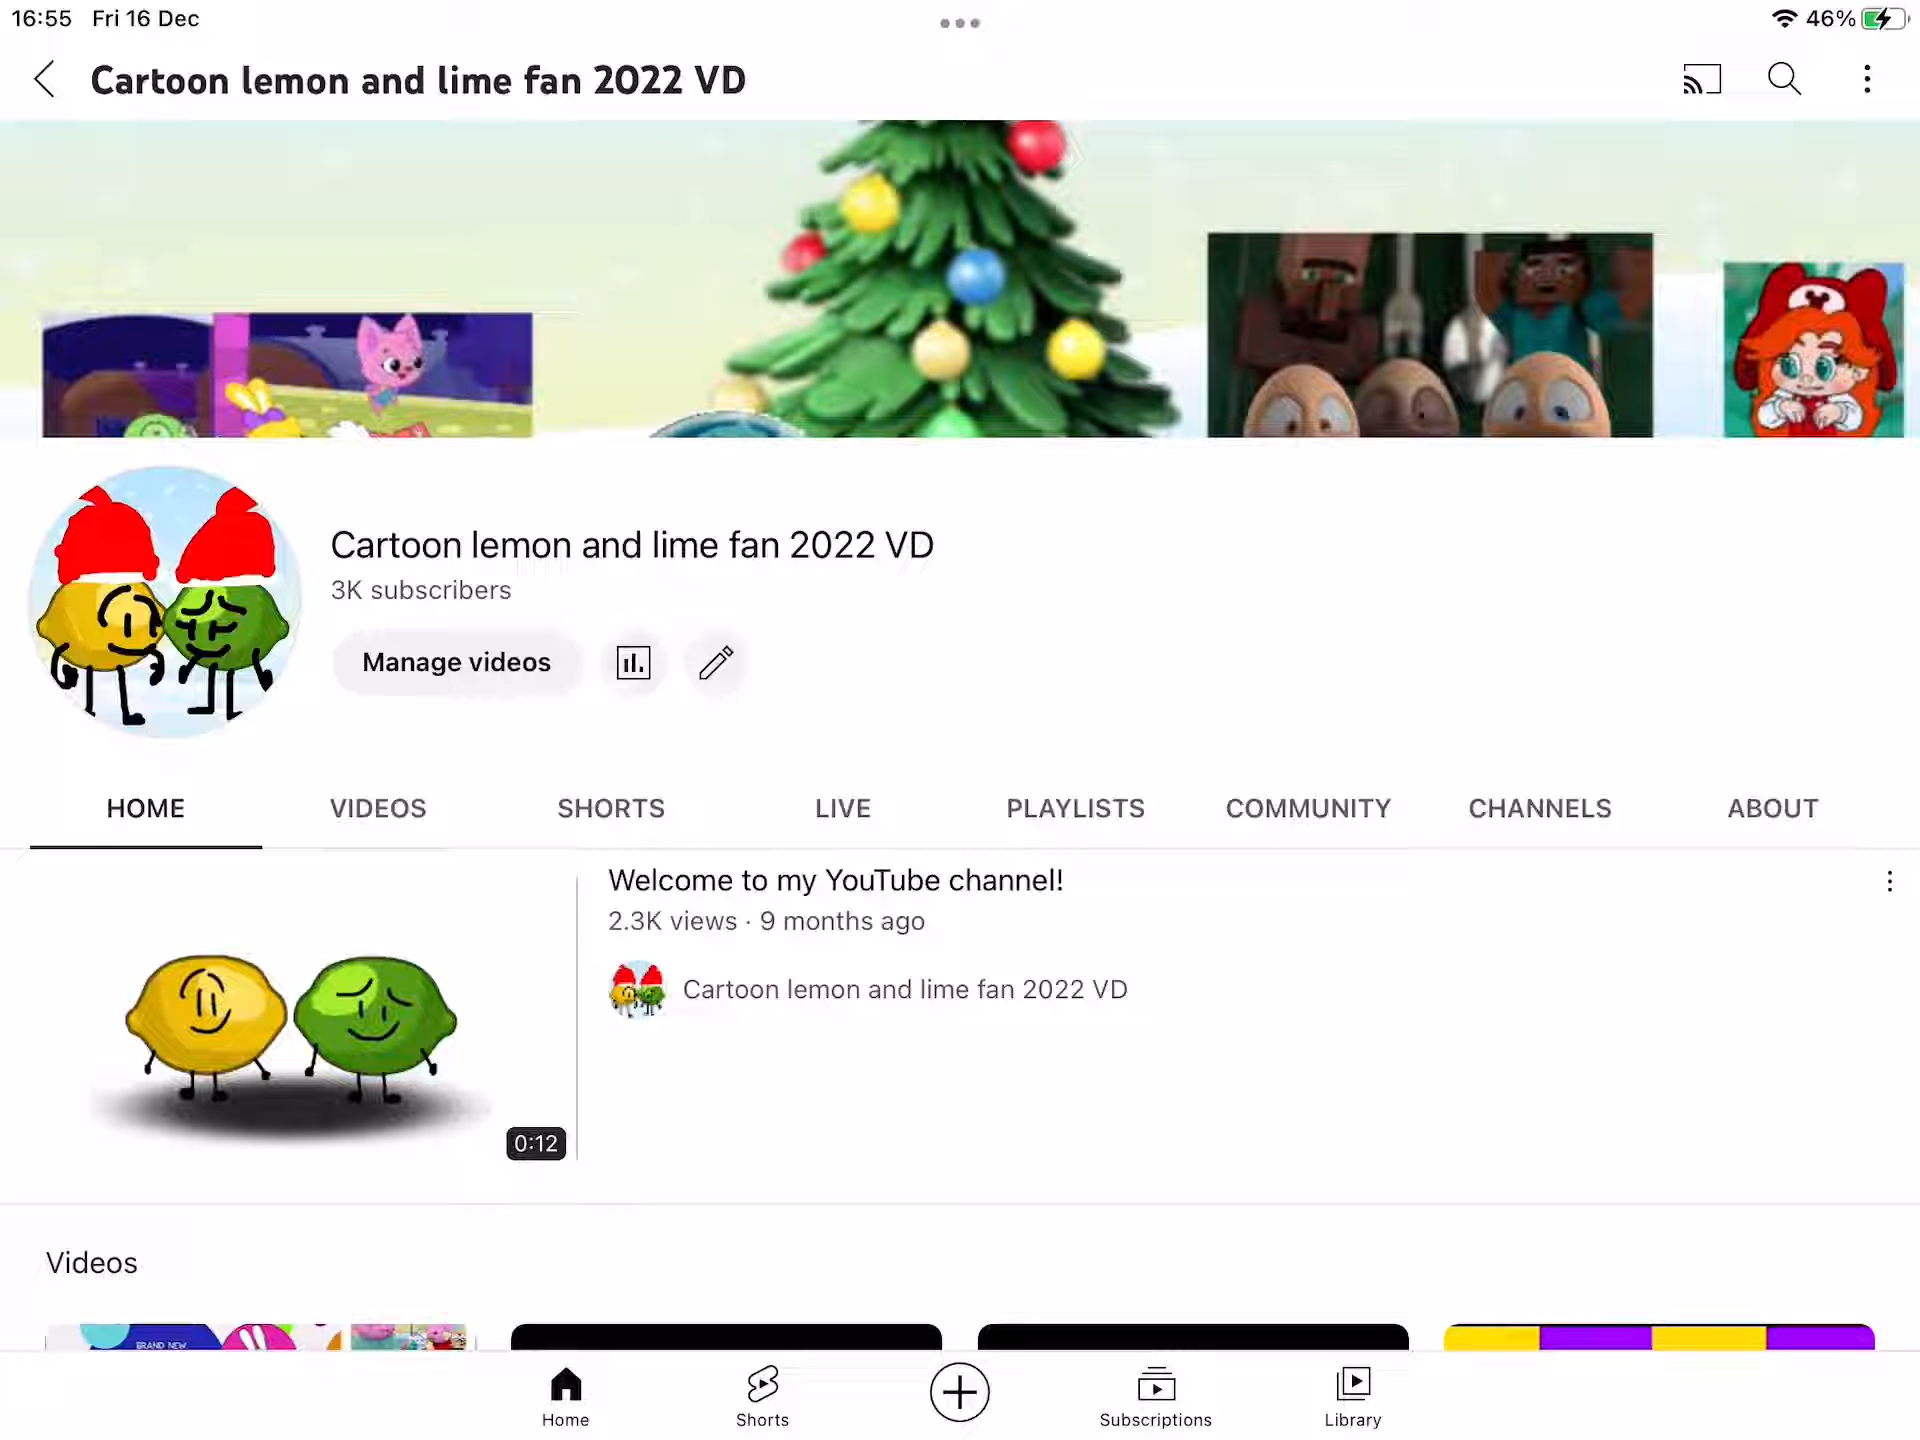 16:55 Fri 16 Dec
46%
Cartoon lemon and lime fan 2022 VD
Cartoon lemon and lime fan 2022 VD
3K subscribers
Manage videos
HOME VIDEOS SHORTS LIVE PLAYLISTS COMMUNITY CHANNELS ABOUT
Welcome to my YouTube channel!
2.3K views · 9 months ago
Cartoon lemon and lime fan 2022 VD
0:12
Videos
BRAND NEW
Home Shorts Subscriptions Library